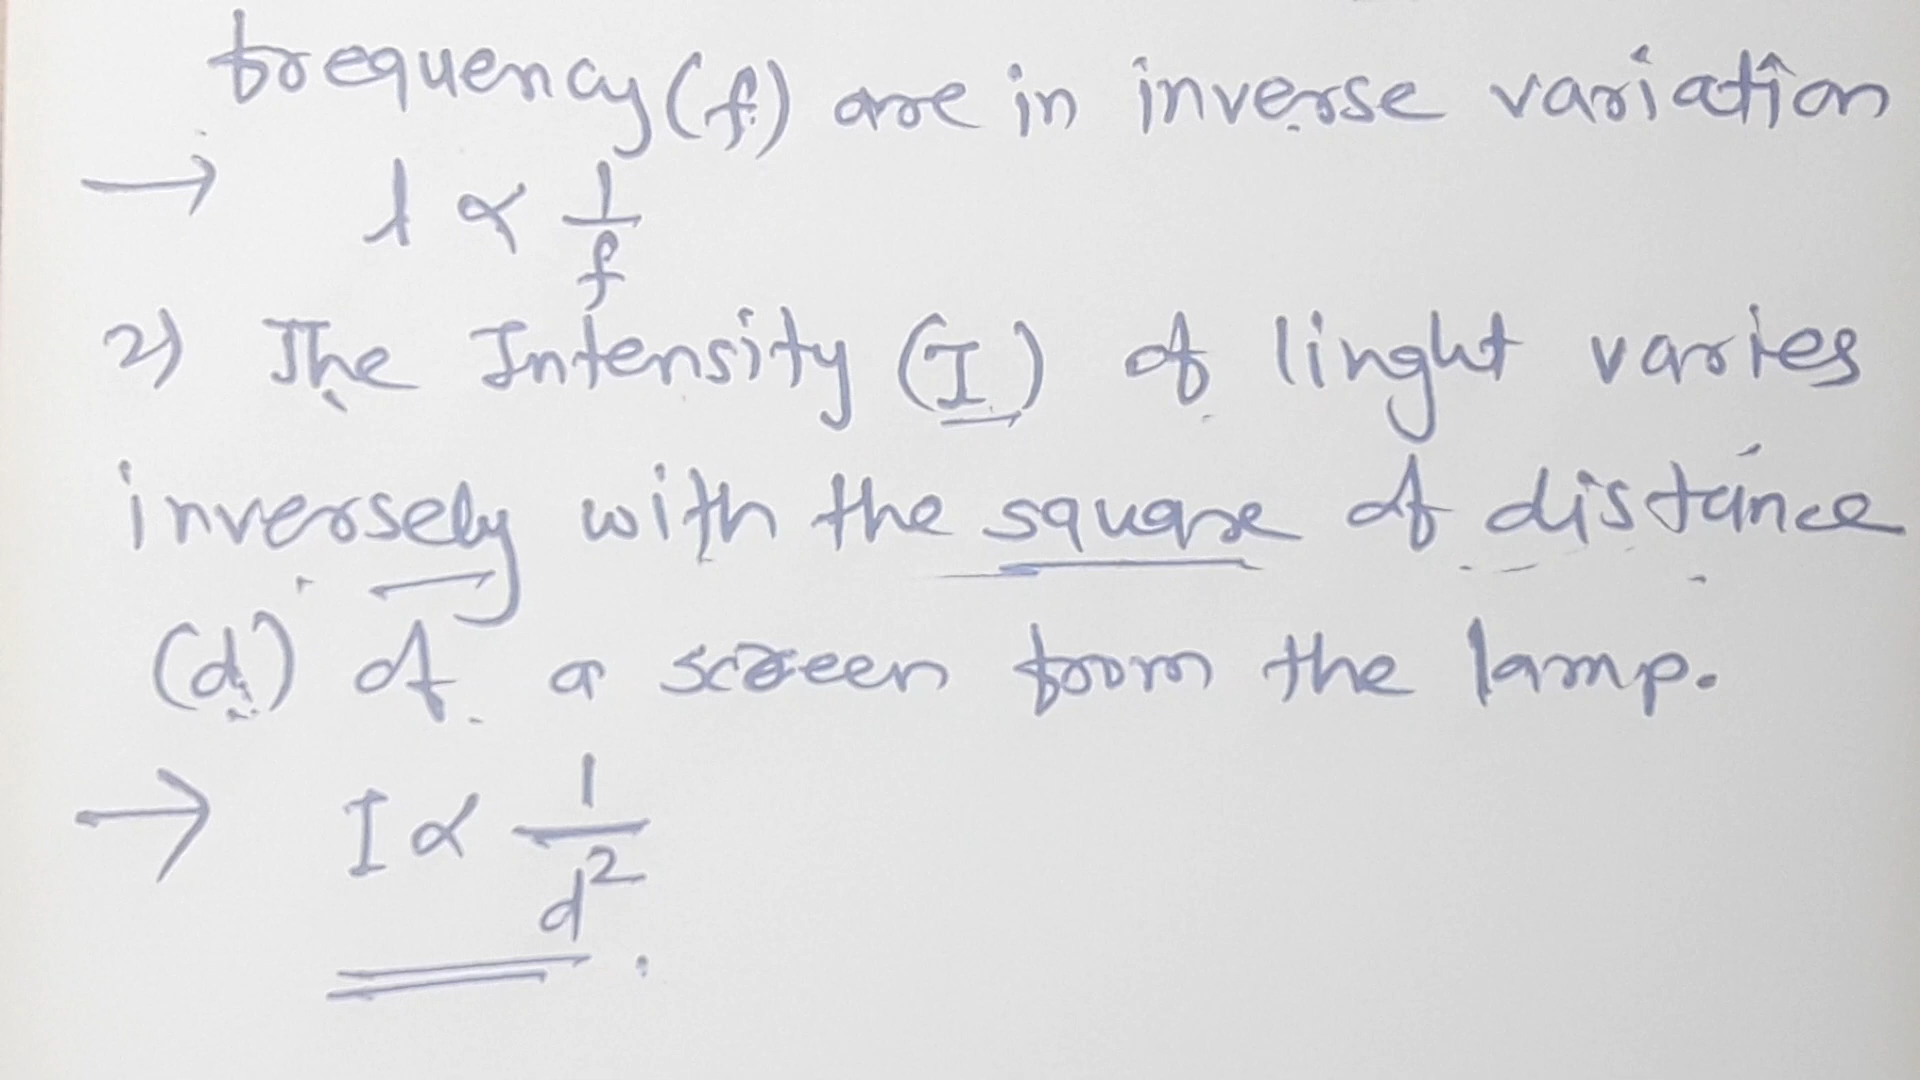 frequency (f) are in inverse variation
→ l ∝ 1/f
2) The Intensity (I) of linght varies
inversely with the square of distance
(d) of a screen from the lamp.
→ I ∝ 1/d²